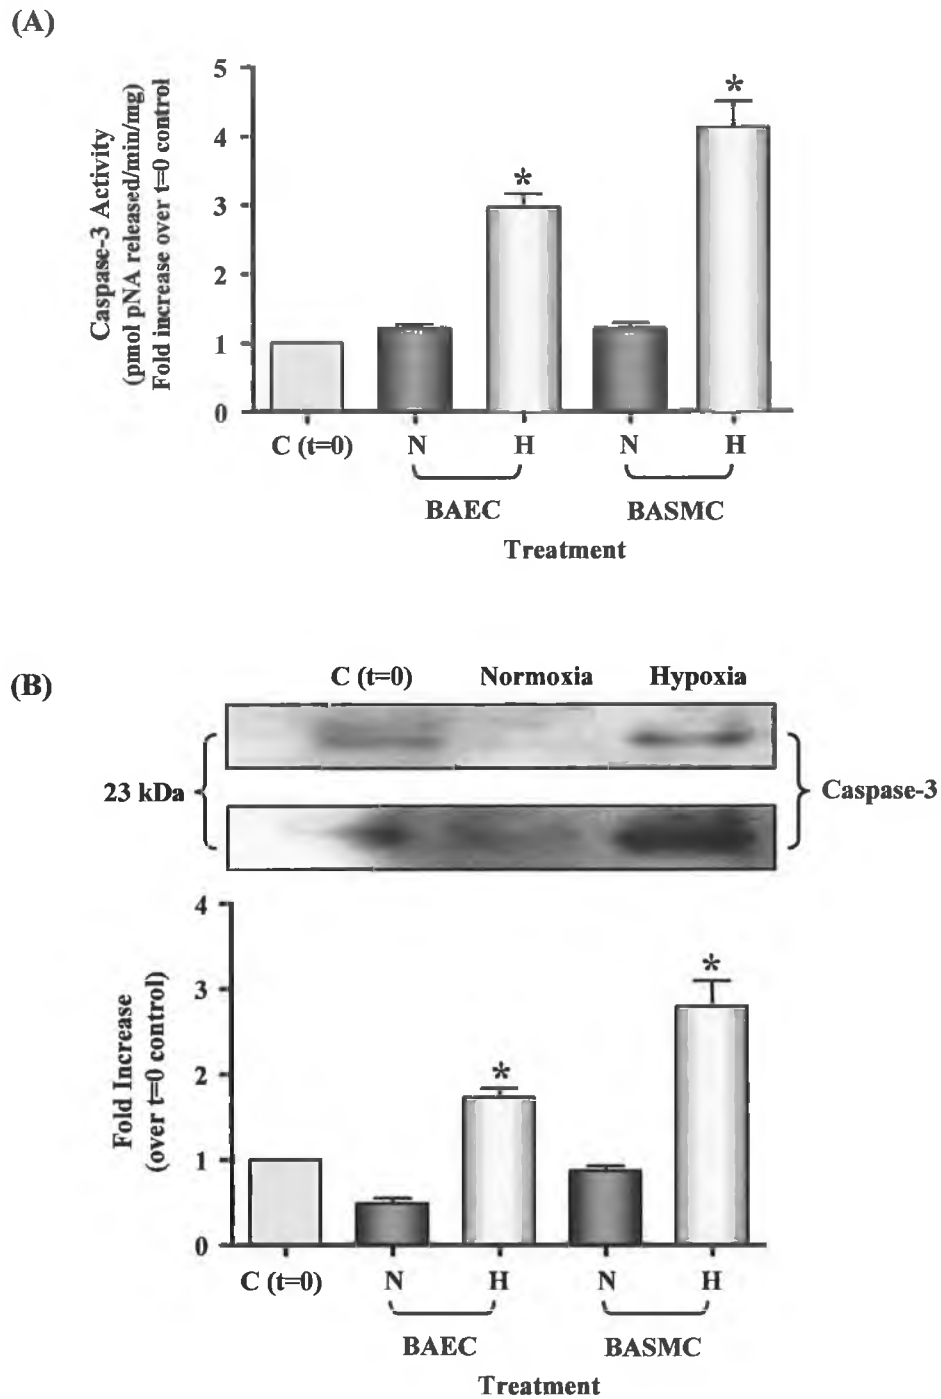 (A)
Caspase-3 Activity
(pmol pNA released/min/mg)
Fold increase over t=0 control
5
4
3
2
1
0
*
*
C (t=0) N H N H
BAEC BASMC
Treatment
(B)
C (t=0) Normoxia Hypoxia
23 kDa
Caspase-3
Fold Increase
(over t=0 control)
4
3
2
1
0
*
*
C (t=0) N H N H
BAEC BASMC
Treatment